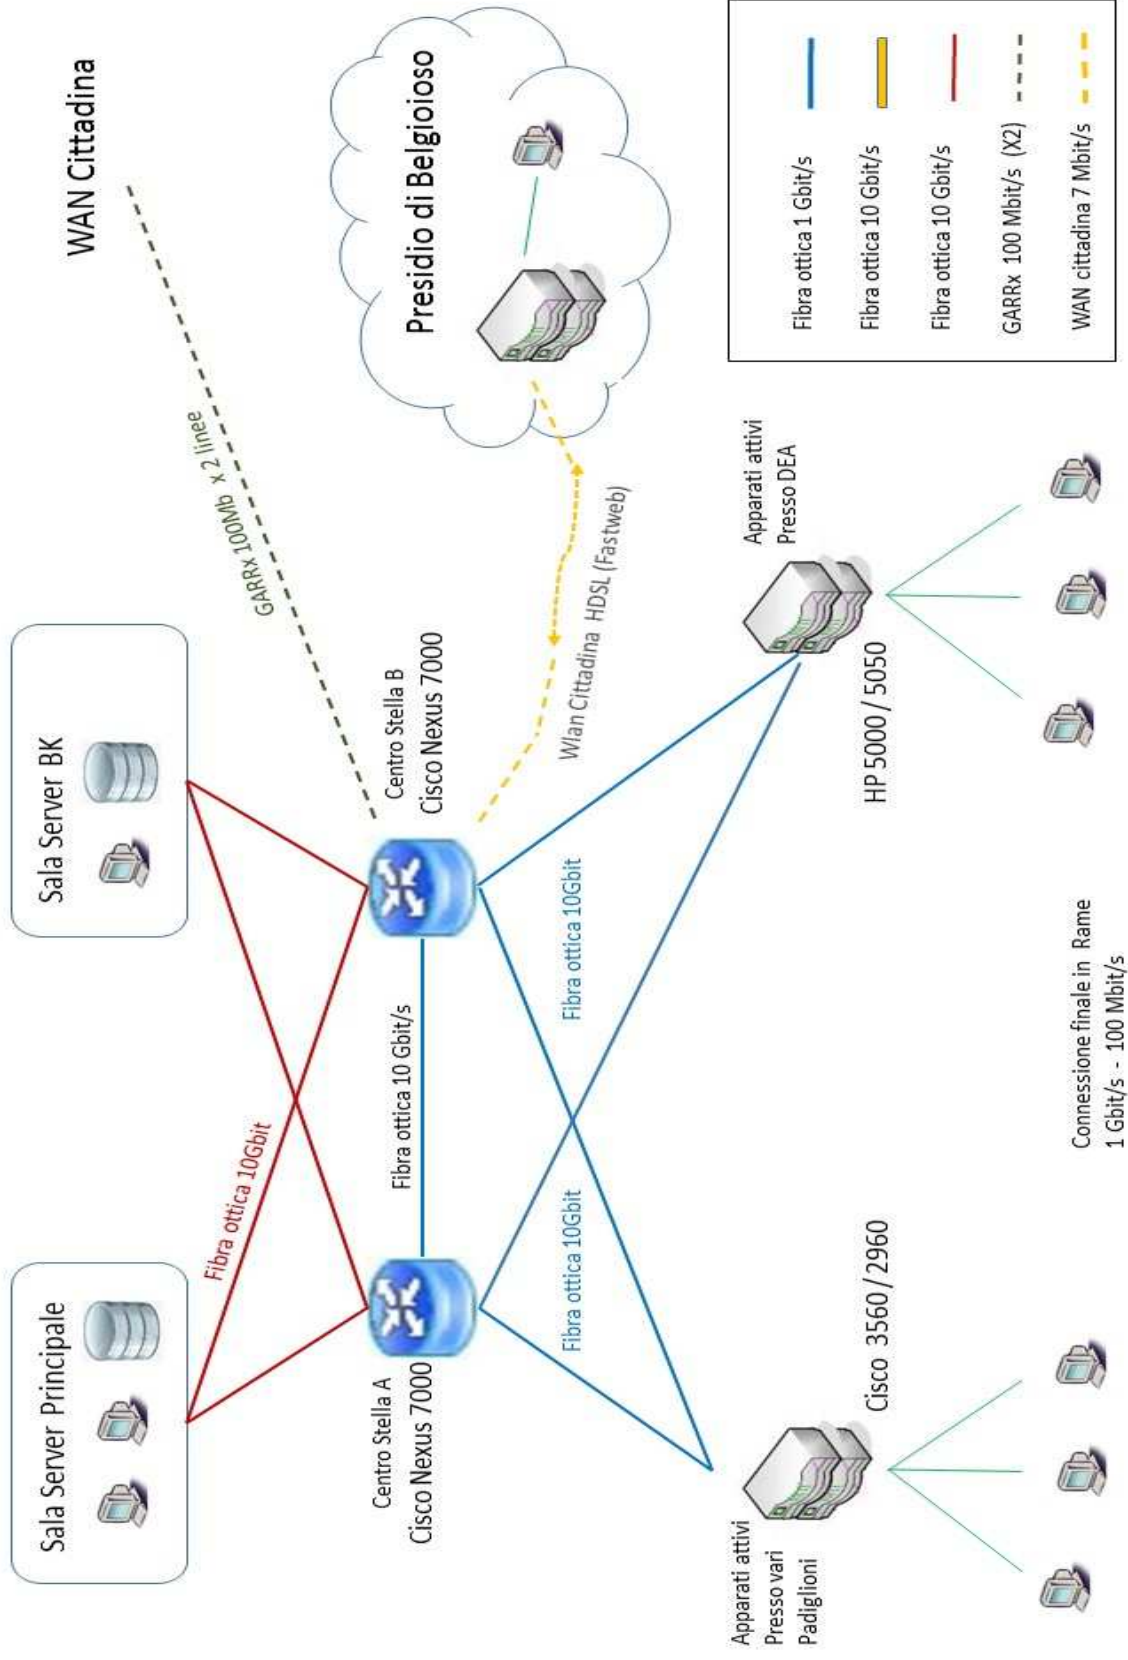 Sala Server Principale
Sala Server BK
WAN Cittadina
Fibra ottica 10Gbit
GARRx 100Mb x 2 linee
Centro Stella A
Cisco Nexus 7000
Fibra ottica 10 Gbit/s
Centro Stella B
Cisco Nexus 7000
Presidio di Belgioioso
Wlan Cittadina HDSL (Fastweb)
Fibra ottica 10Gbit
Fibra ottica 10Gbit
Apparati attivi
Presso vari
Padiglioni
Cisco 3560/2960
HP 5000/5050
Apparati attivi
Presso DEA
Connessione finale in Rame
1 Gbit/s - 100 Mbit/s
Fibra ottica 1 Gbit/s
Fibra ottica 10 Gbit/s
Fibra ottica 10 Gbit/s
GARRx 100 Mbit/s (X2)
WAN cittadina 7 Mbit/s